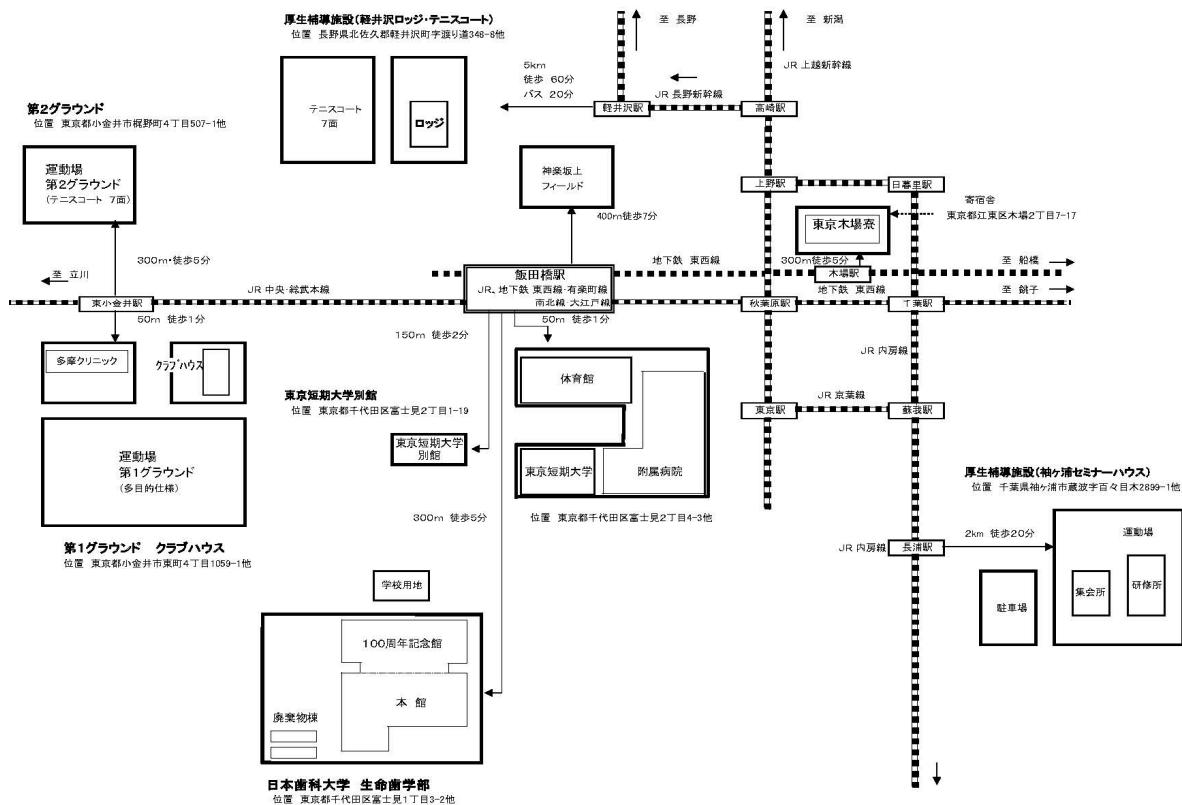 厚生補導施設(軽井沢ロッジ・テニスコート)
位置 長野県北佐久郡軽井沢町字渡り道348-8他
テニスコート
7面
ロッジ
5km
徒歩 60分
バス 20分
至 長野
至 新潟
JR 上越新幹線
JR 長野新幹線
軽井沢駅
高崎駅
第2グラウンド
位置 東京都小金井市梶野町4丁目507-1他
運動場
第2グラウンド
(テニスコート 7面)
300m・徒歩5分
至 立川
東小金井駅
50m 徒歩1分
JR 中央・総武本線
神楽坂上
フィールド
400m徒歩7分
上野駅
日暮里駅
寄宿舎
東京都江東区木場2丁目7-17
東京木場寮
300m徒歩5分
飯田橋駅
JR、地下鉄 東西線・有楽町線
南北線・大江戸線
地下鉄 東西線
木場駅
地下鉄 東西線
至 船橋
至 銚子
秋葉原駅
千葉駅
150m 徒歩2分
50m 徒歩1分
多摩クリニック
クラブハウス
運動場
第1グラウンド
(多目的仕様)
第1グラウンド クラブハウス
位置 東京都小金井市東町4丁目1059-1他
東京短期大学別館
位置 東京都千代田区富士見2丁目1-19
東京短期大学
別館
体育館
東京短期大学
附属病院
位置 東京都千代田区富士見2丁目4-3他
300m 徒歩5分
JR 内房線
JR 京葉線
東京駅
蘇我駅
厚生補導施設(袖ヶ浦セミナーハウス)
位置 千葉県袖ヶ浦市蔵波字百々目木2899-1他
JR 内房線
長浦駅
2km 徒歩20分
運動場
集会所
研修所
駐車場
学校用地
100周年記念館
本 館
廃棄物棟
日本歯科大学 生命歯学部
位置 東京都千代田区富士見1丁目3-2他